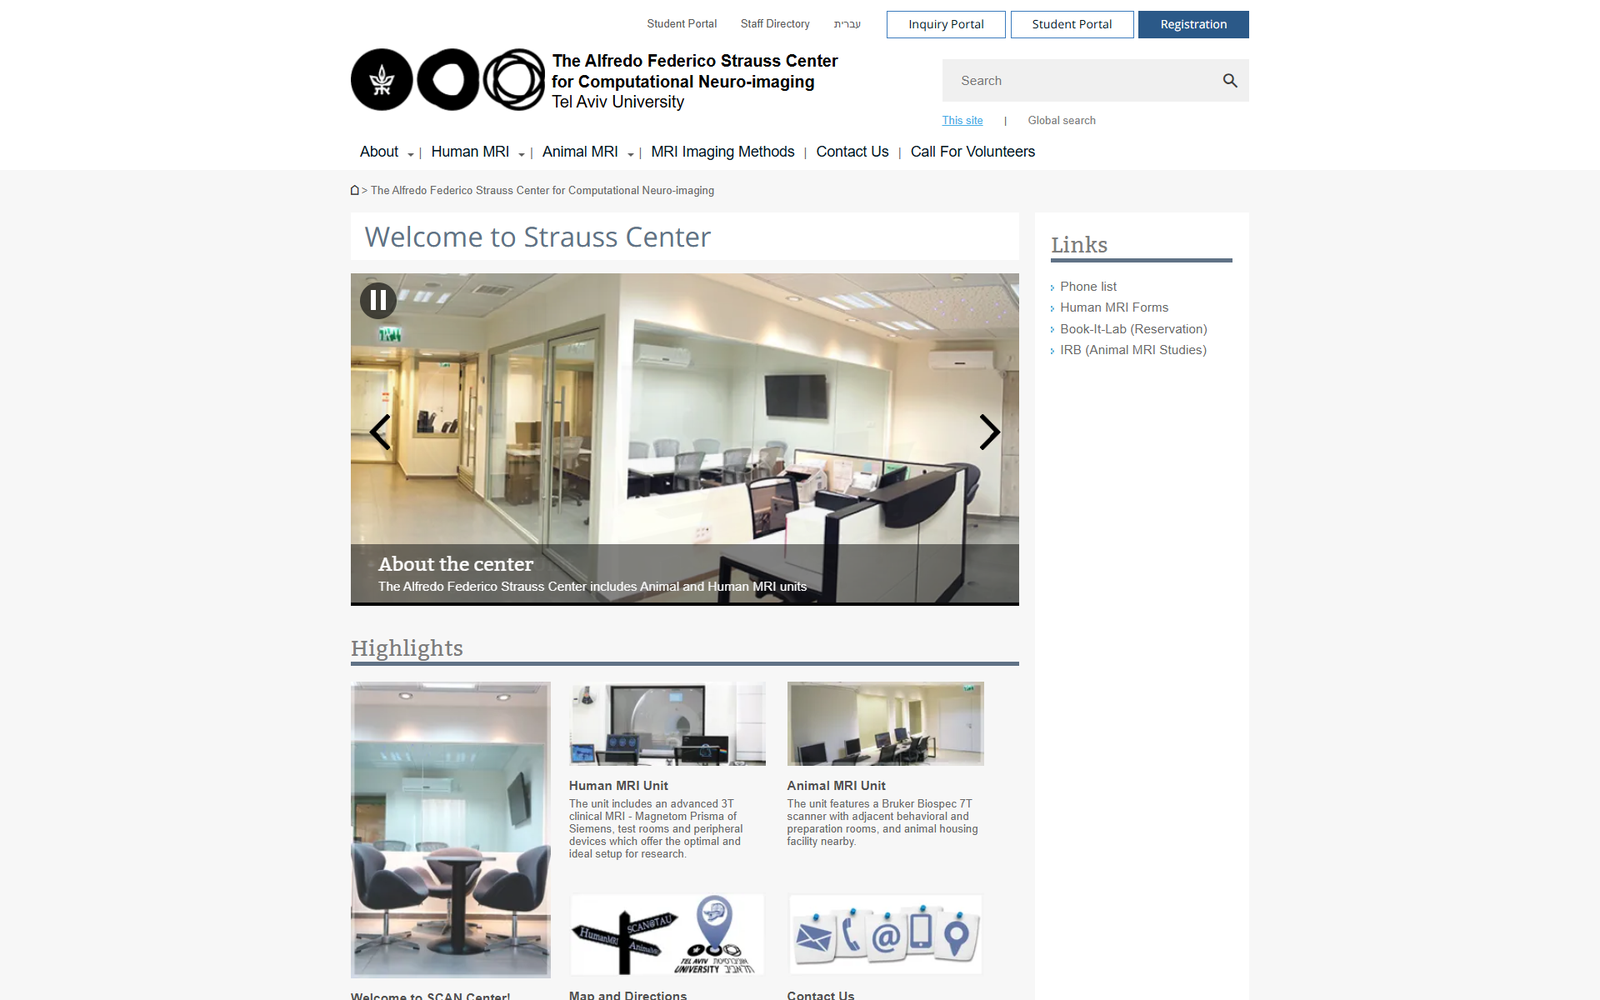 Student Portal
Staff Directory
עברית
Inquiry Portal
Student Portal
Registration
The Alfredo Federico Strauss Center
for Computational Neuro-imaging
Tel Aviv University
Search
This site | Global search
About | Human MRI | Animal MRI | MRI Imaging Methods | Contact Us | Call For Volunteers
> The Alfredo Federico Strauss Center for Computational Neuro-imaging
Welcome to Strauss Center
About the center
The Alfredo Federico Strauss Center includes Animal and Human MRI units
Links
Phone list
Human MRI Forms
Book-It-Lab (Reservation)
IRB (Animal MRI Studies)
Highlights
Human MRI Unit
The unit includes an advanced 3T
clinical MRI - Magnetom Prisma of
Siemens, test rooms and peripheral
devices which offer the optimal and
ideal setup for research.
Animal MRI Unit
The unit features a Bruker Biospec 7T
scanner with adjacent behavioral and
preparation rooms, and animal housing
facility nearby.
SCAN@TAU
HumanMRI
TEL AVIV אוניברסיטת
UNIVERSITY תל אביב
Welcome to SCAN Center!
Map and Directions
Contact Us